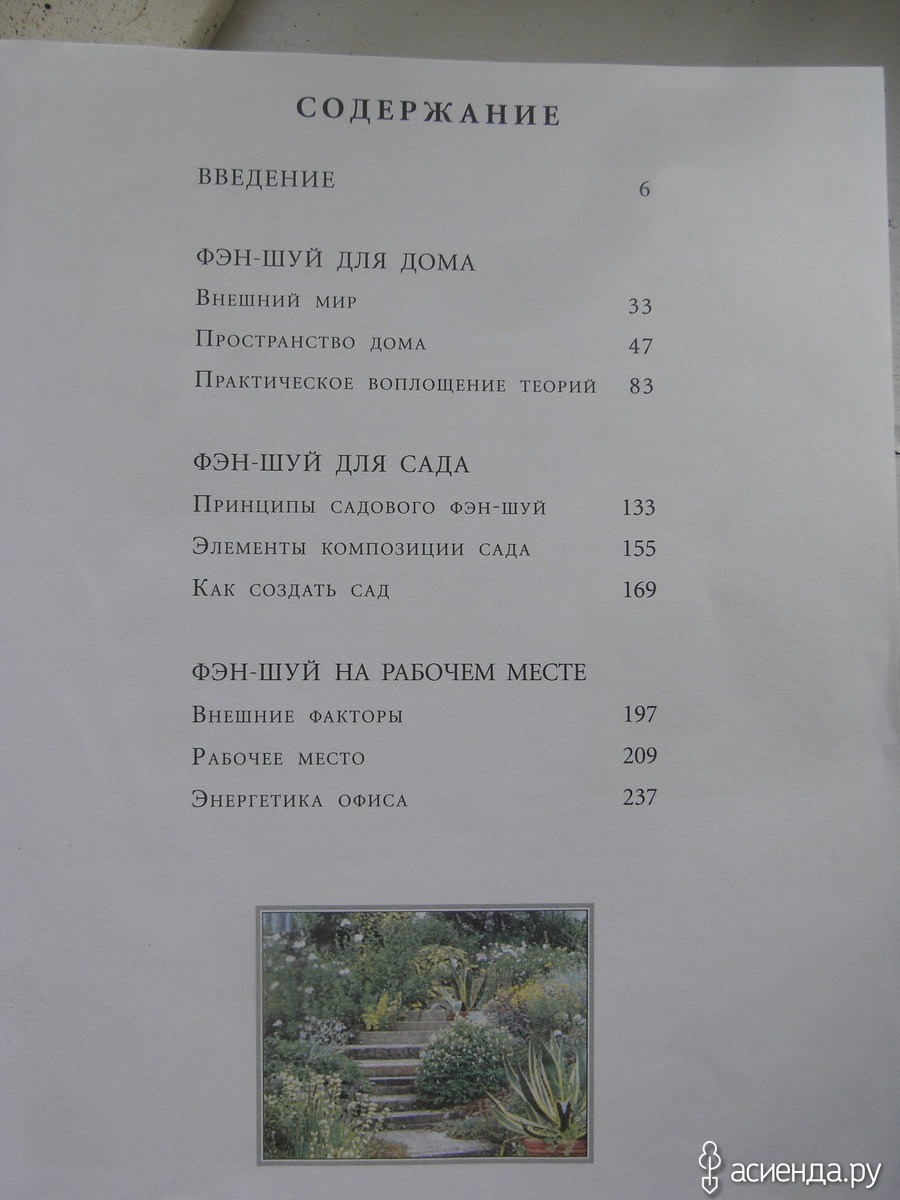 СОДЕРЖАНИЕ
ВВЕДЕНИЕ 6
ФЭН-ШУЙ ДЛЯ ДОМА
Внешний мир 33
Пространство дома 47
Практическое воплощение теорий 83
ФЭН-ШУЙ ДЛЯ САДА
Принципы садового фэн-шуй 133
Элементы композиции сада 155
Как создать сад 169
ФЭН-ШУЙ НА РАБОЧЕМ МЕСТЕ
Внешние факторы 197
Рабочее место 209
Энергетика офиса 237
асиенда.ру